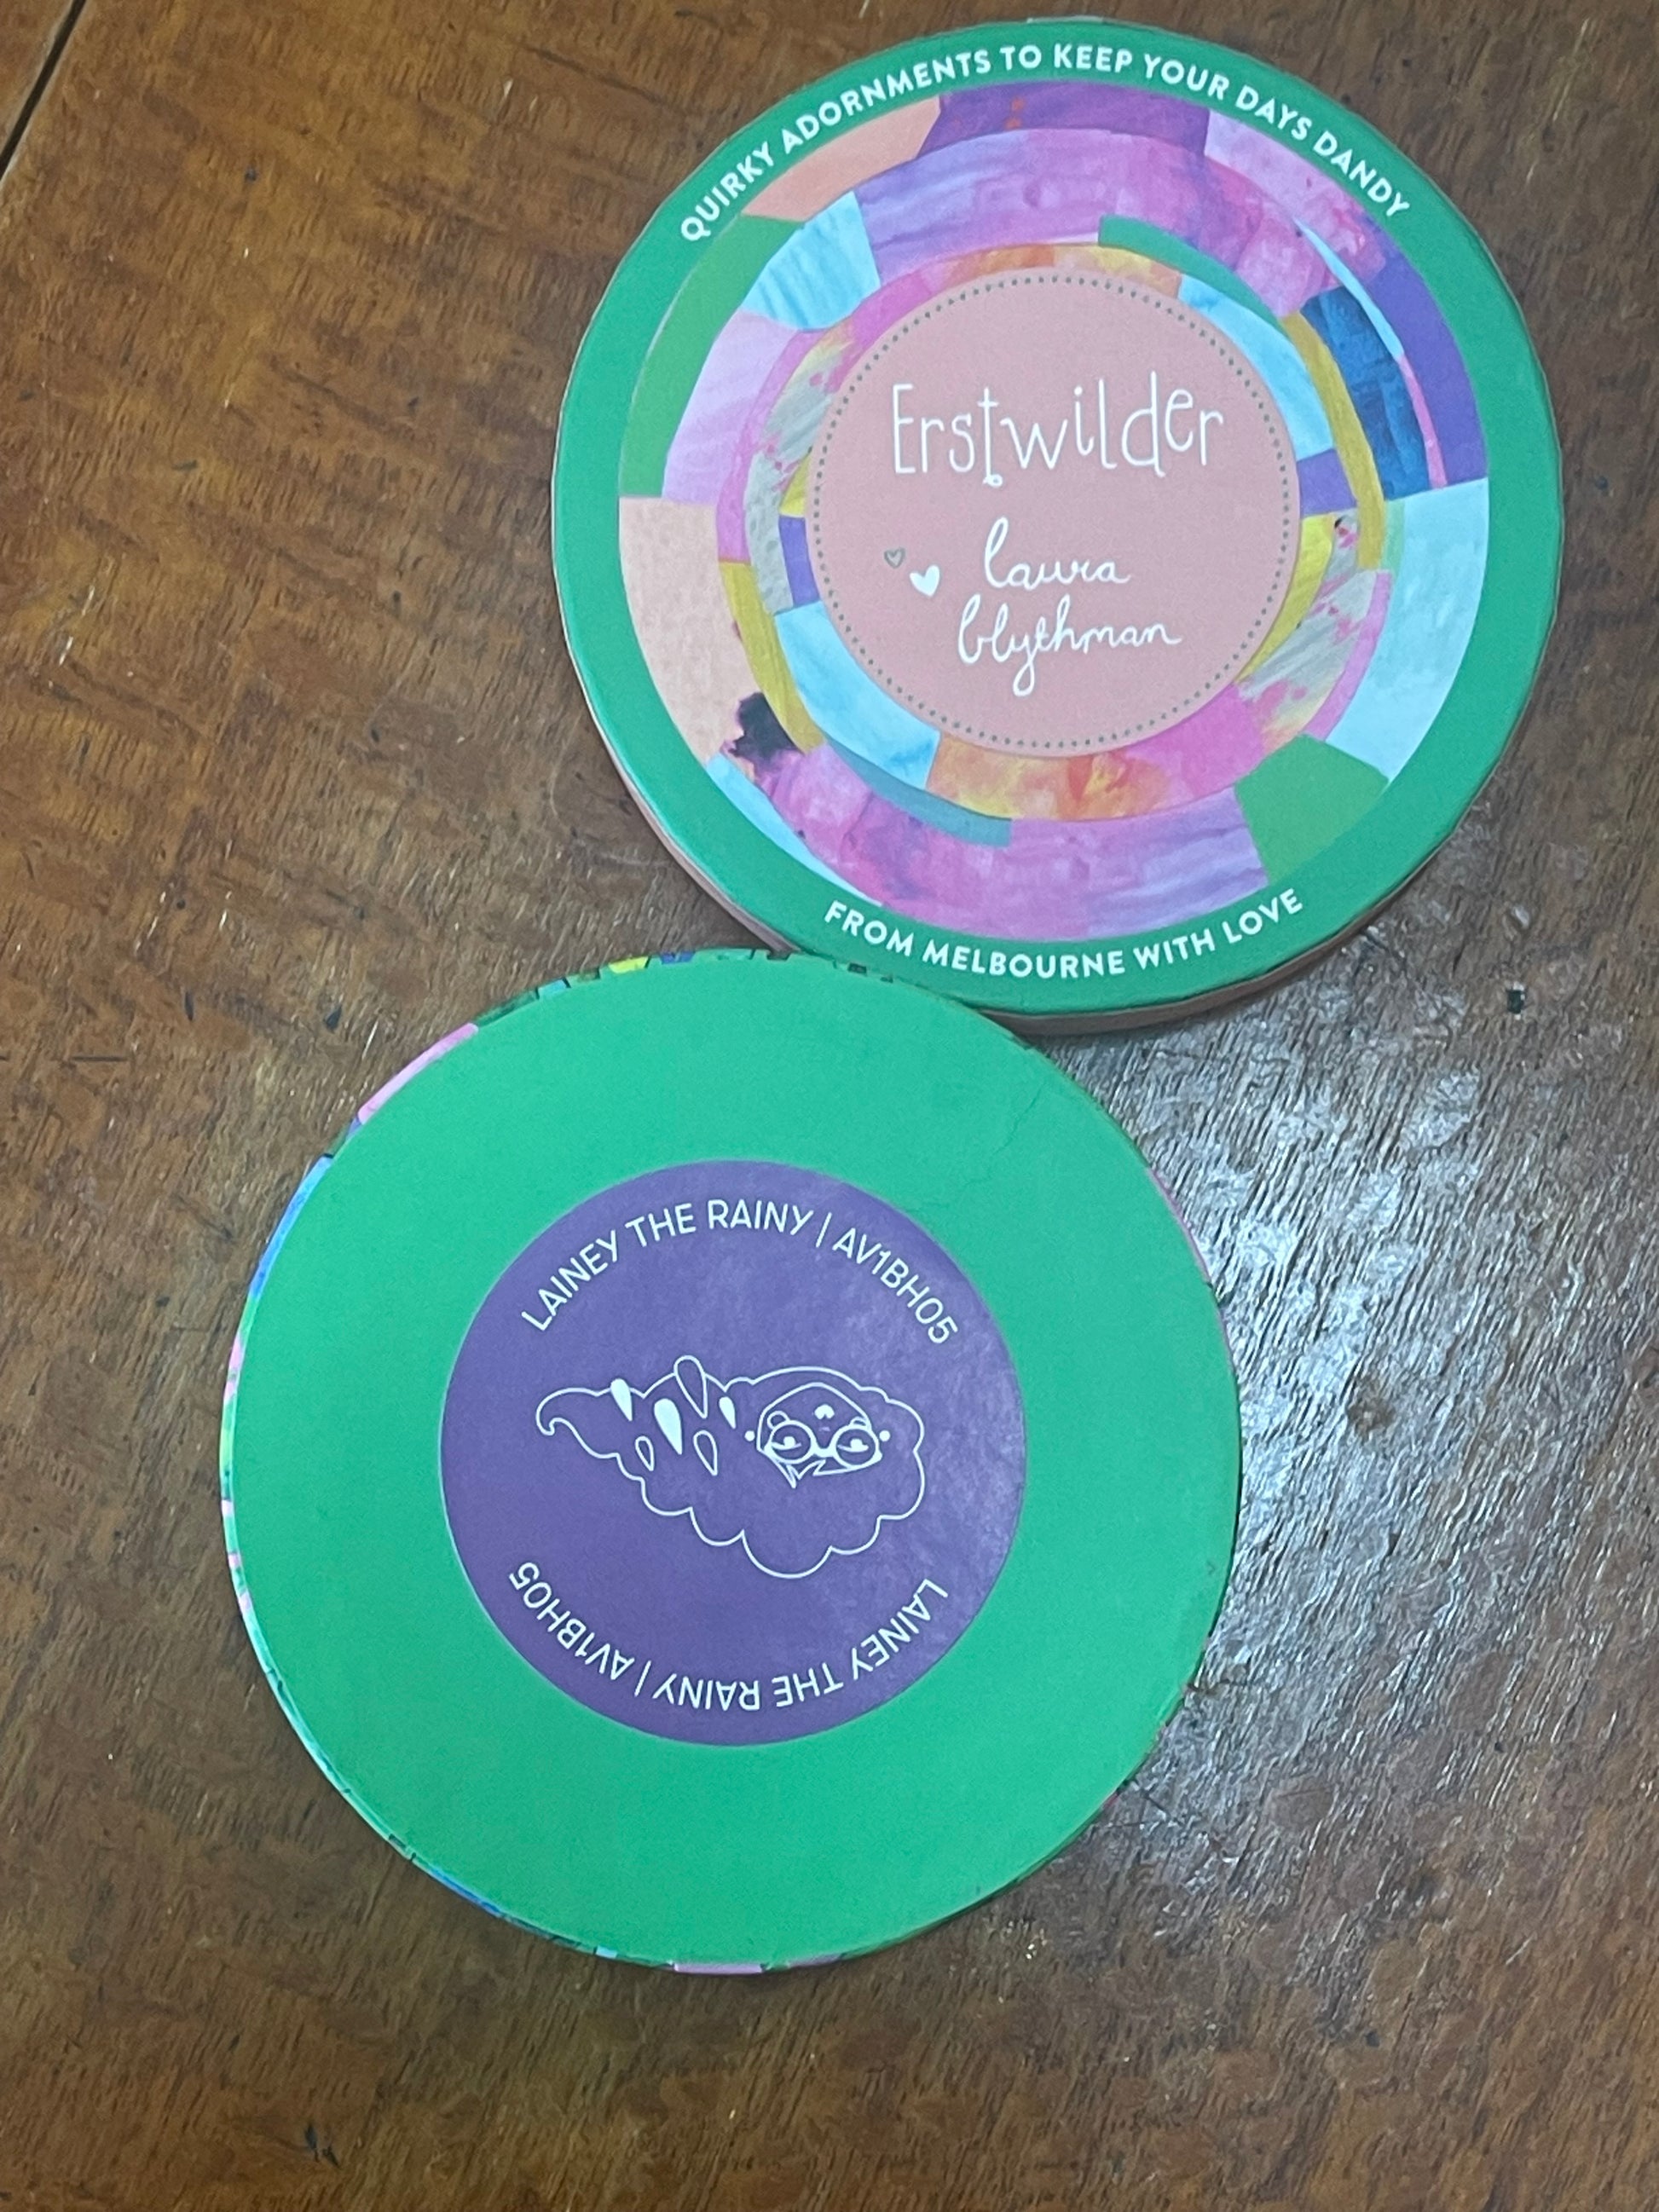 QUIRKY ADORNMENTS TO KEEP YOUR DAYS DANDY
Erstwilder
laura
blythman
FROM MELBOURNE WITH LOVE
LAINEY THE RAINY | AV1BH05
LAINEY THE RAINY | AV1BH05